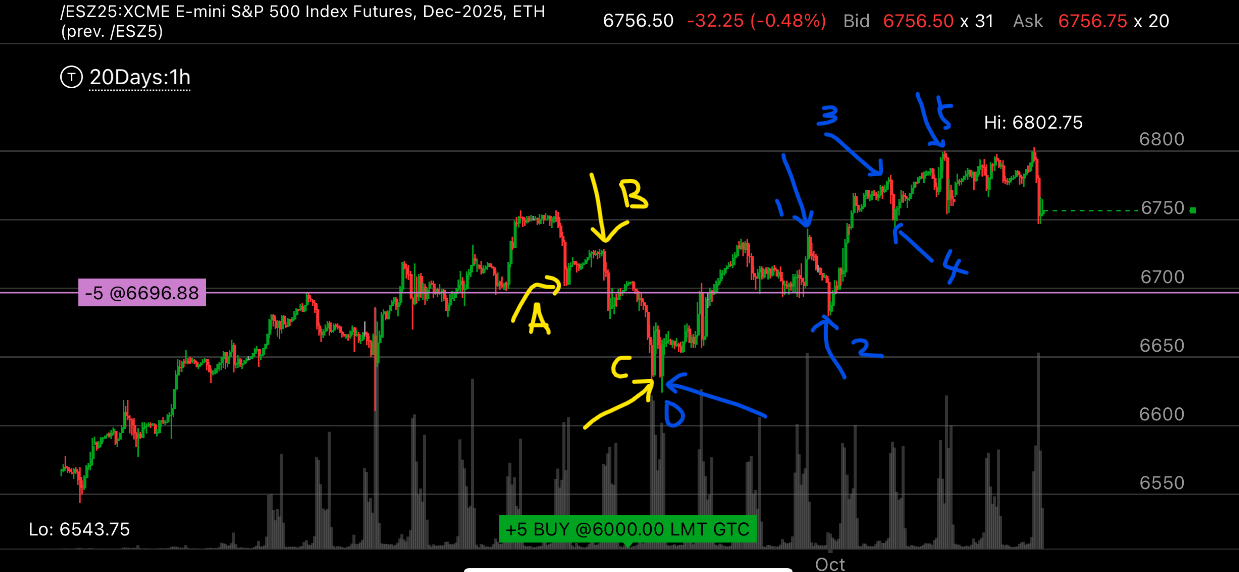 /ESZ25:XCME E-mini S&P 500 Index Futures, Dec-2025, ETH
(prev. /ESZ5)
6756.50 -32.25 (-0.48%) Bid 6756.50 x 31 Ask 6756.75 x 20
T 20Days:1h
5
3
Hi: 6802.75
6800
B
1
6750
4
6700
-5 @6696.88
A
2
6650
C
D
6600
6550
Lo: 6543.75
+5 BUY @6000.00 LMT GTC
Oct